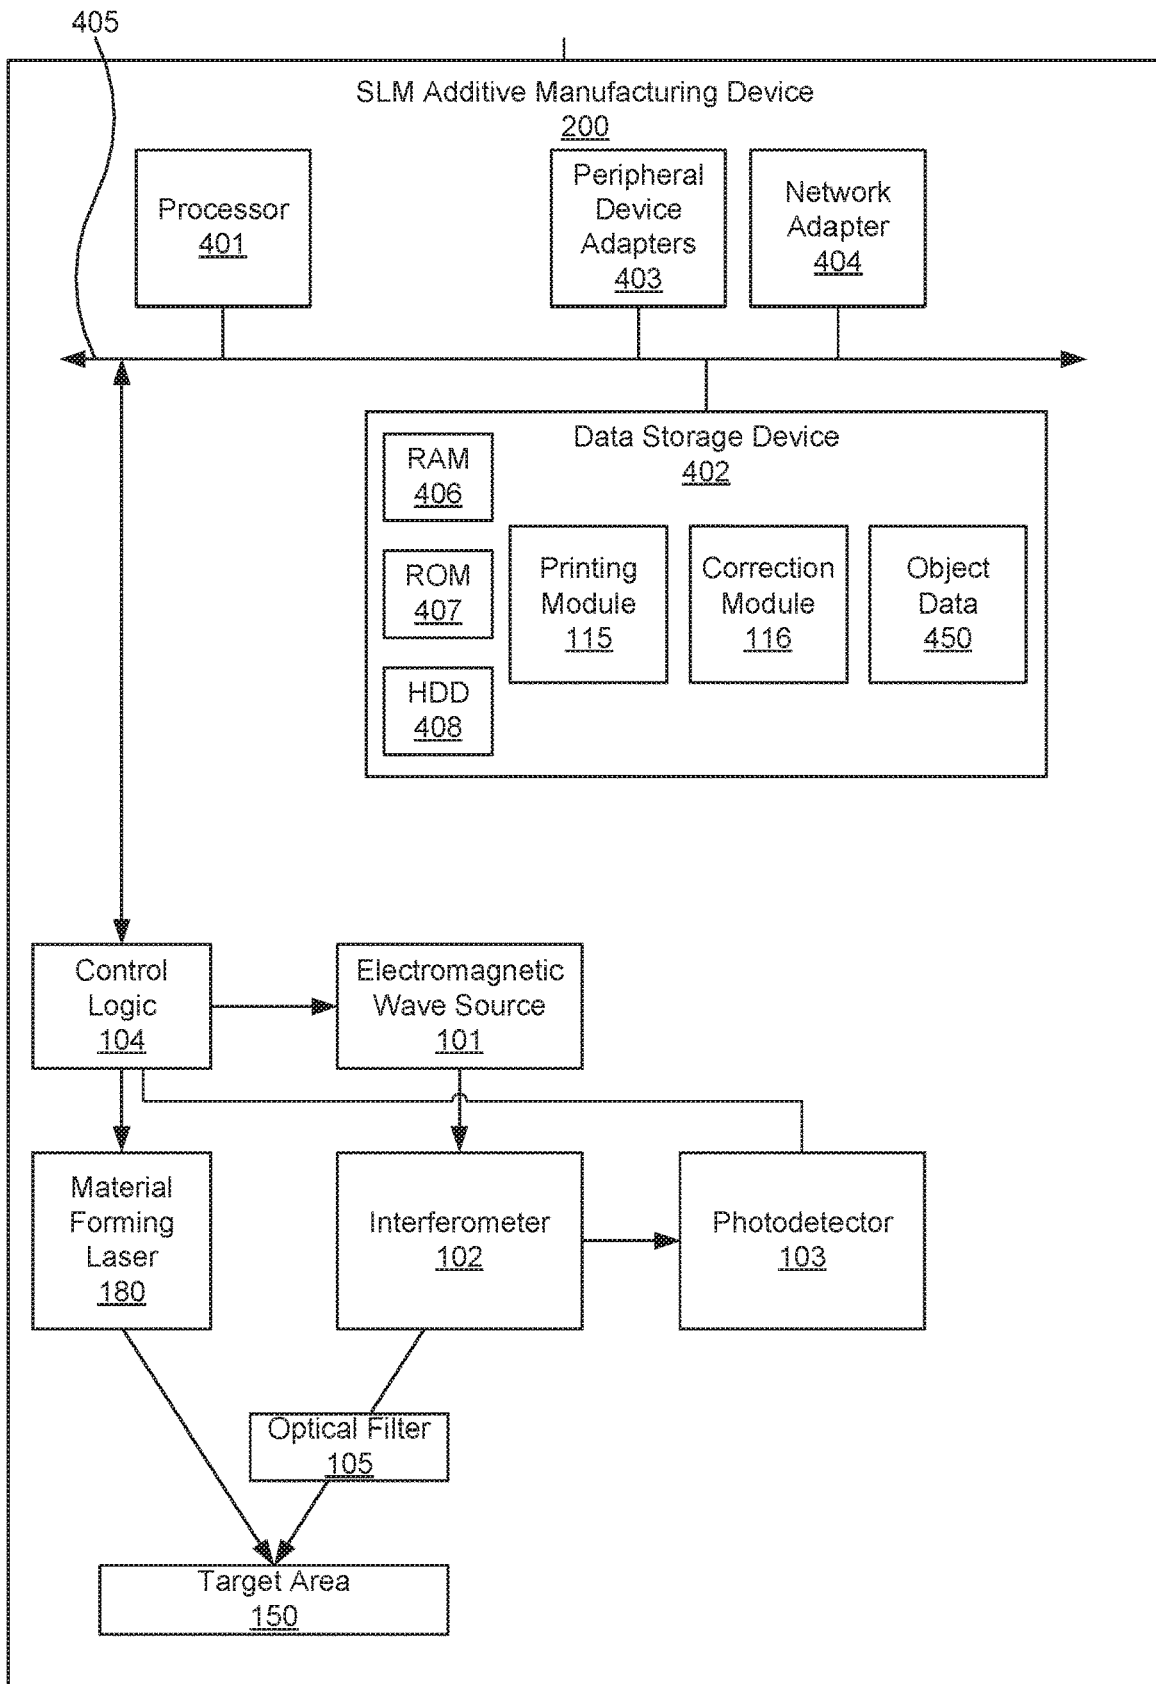 405
SLM Additive Manufacturing Device
200
Processor
401
Peripheral
Device
Adapters
403
Network
Adapter
404
Data Storage Device
402
RAM
406
ROM
407
HDD
408
Printing
Module
115
Correction
Module
116
Object
Data
450
Control
Logic
104
Electromagnetic
Wave Source
101
Material
Forming
Laser
180
Interferometer
102
Photodetector
103
Optical Filter
105
Target Area
150